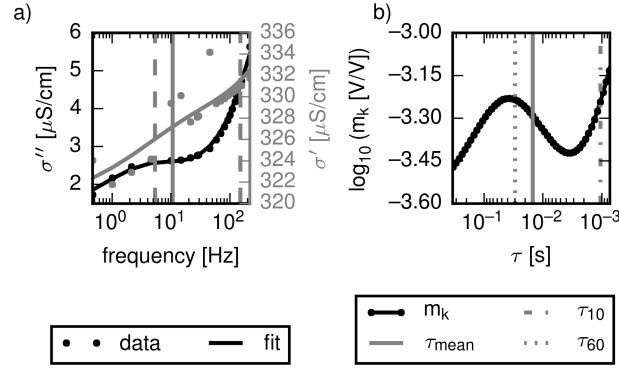 a)
b)
6
5
4
3
2
σ'' [μS/cm]
336
334
332
330
328
326
324
322
320
σ' [μS/cm]
10⁰ 10¹ 10²
frequency [Hz]
−3.00
−3.15
−3.30
−3.45
−3.60
log₁₀ (mₖ [V/V])
10⁻¹ 10⁻² 10⁻³
τ [s]
data fit
mₖ τ₁₀
τmean τ₆₀